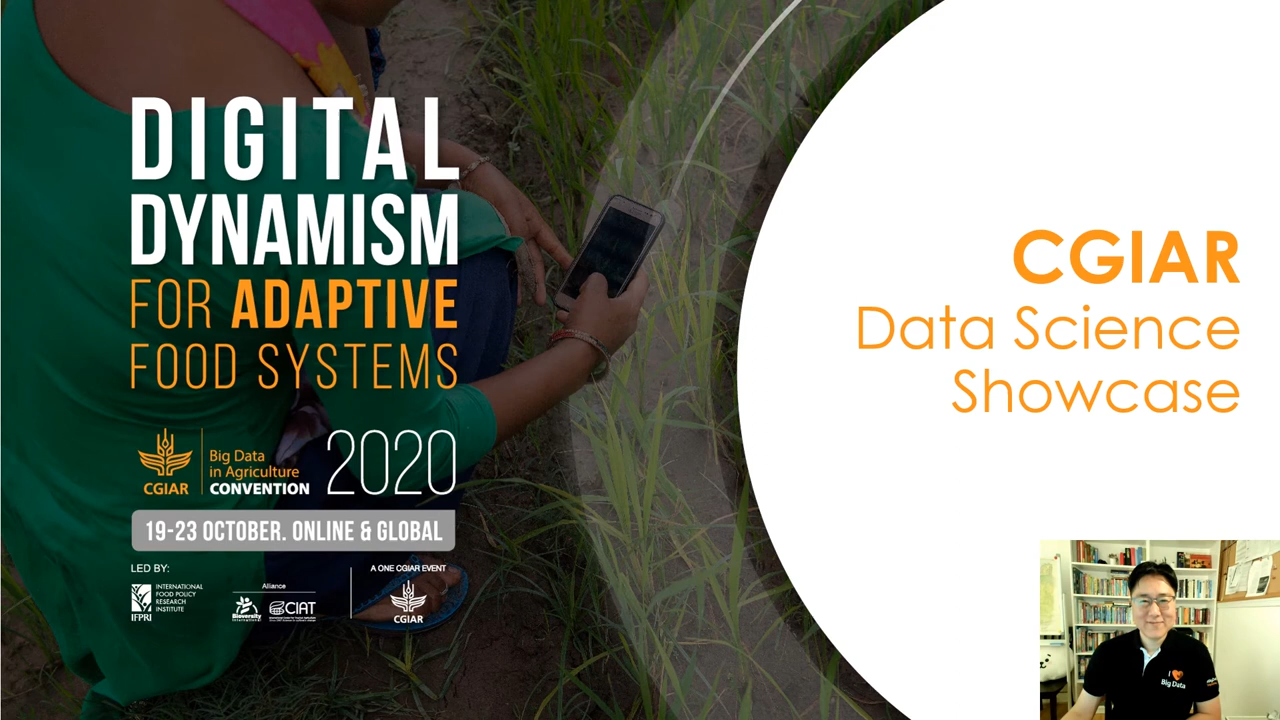 DIGITAL
DYNAMISM
FOR ADAPTIVE
FOOD SYSTEMS
CGIAR
Big Data
in Agriculture
CONVENTION
2020
19-23 OCTOBER. ONLINE & GLOBAL
LED BY:
IFPRI
INTERNATIONAL
FOOD POLICY
RESEARCH
INSTITUTE
Alliance
Bioversity
International
CIAT
A ONE CGIAR EVENT
CGIAR
CGIAR
Data Science
Showcase
I
Big Data